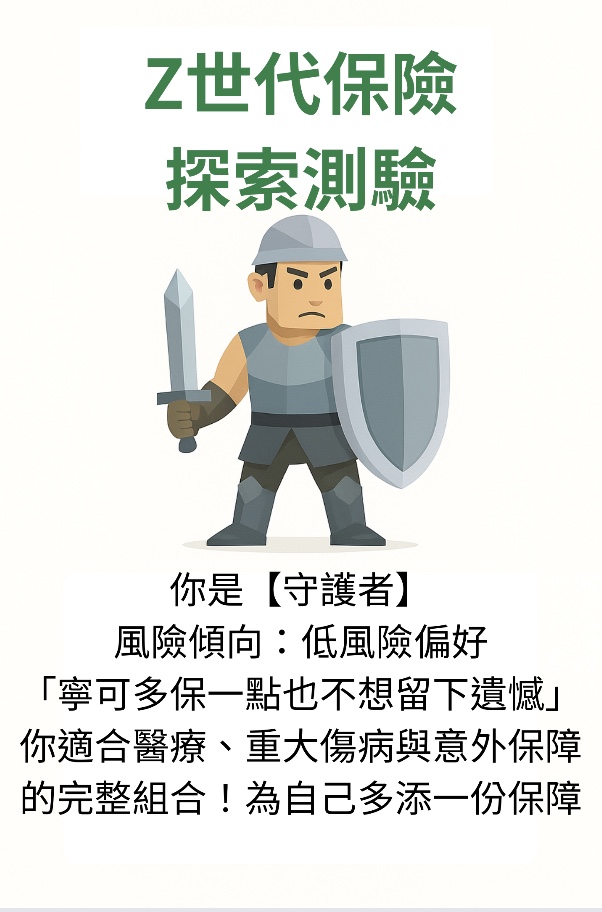 Z世代保險
探索測驗
你是【守護者】
風險傾向：低風險偏好
「寧可多保一點也不想留下遺憾」
你適合醫療、重大傷病與意外保障
的完整組合！為自己多添一份保障